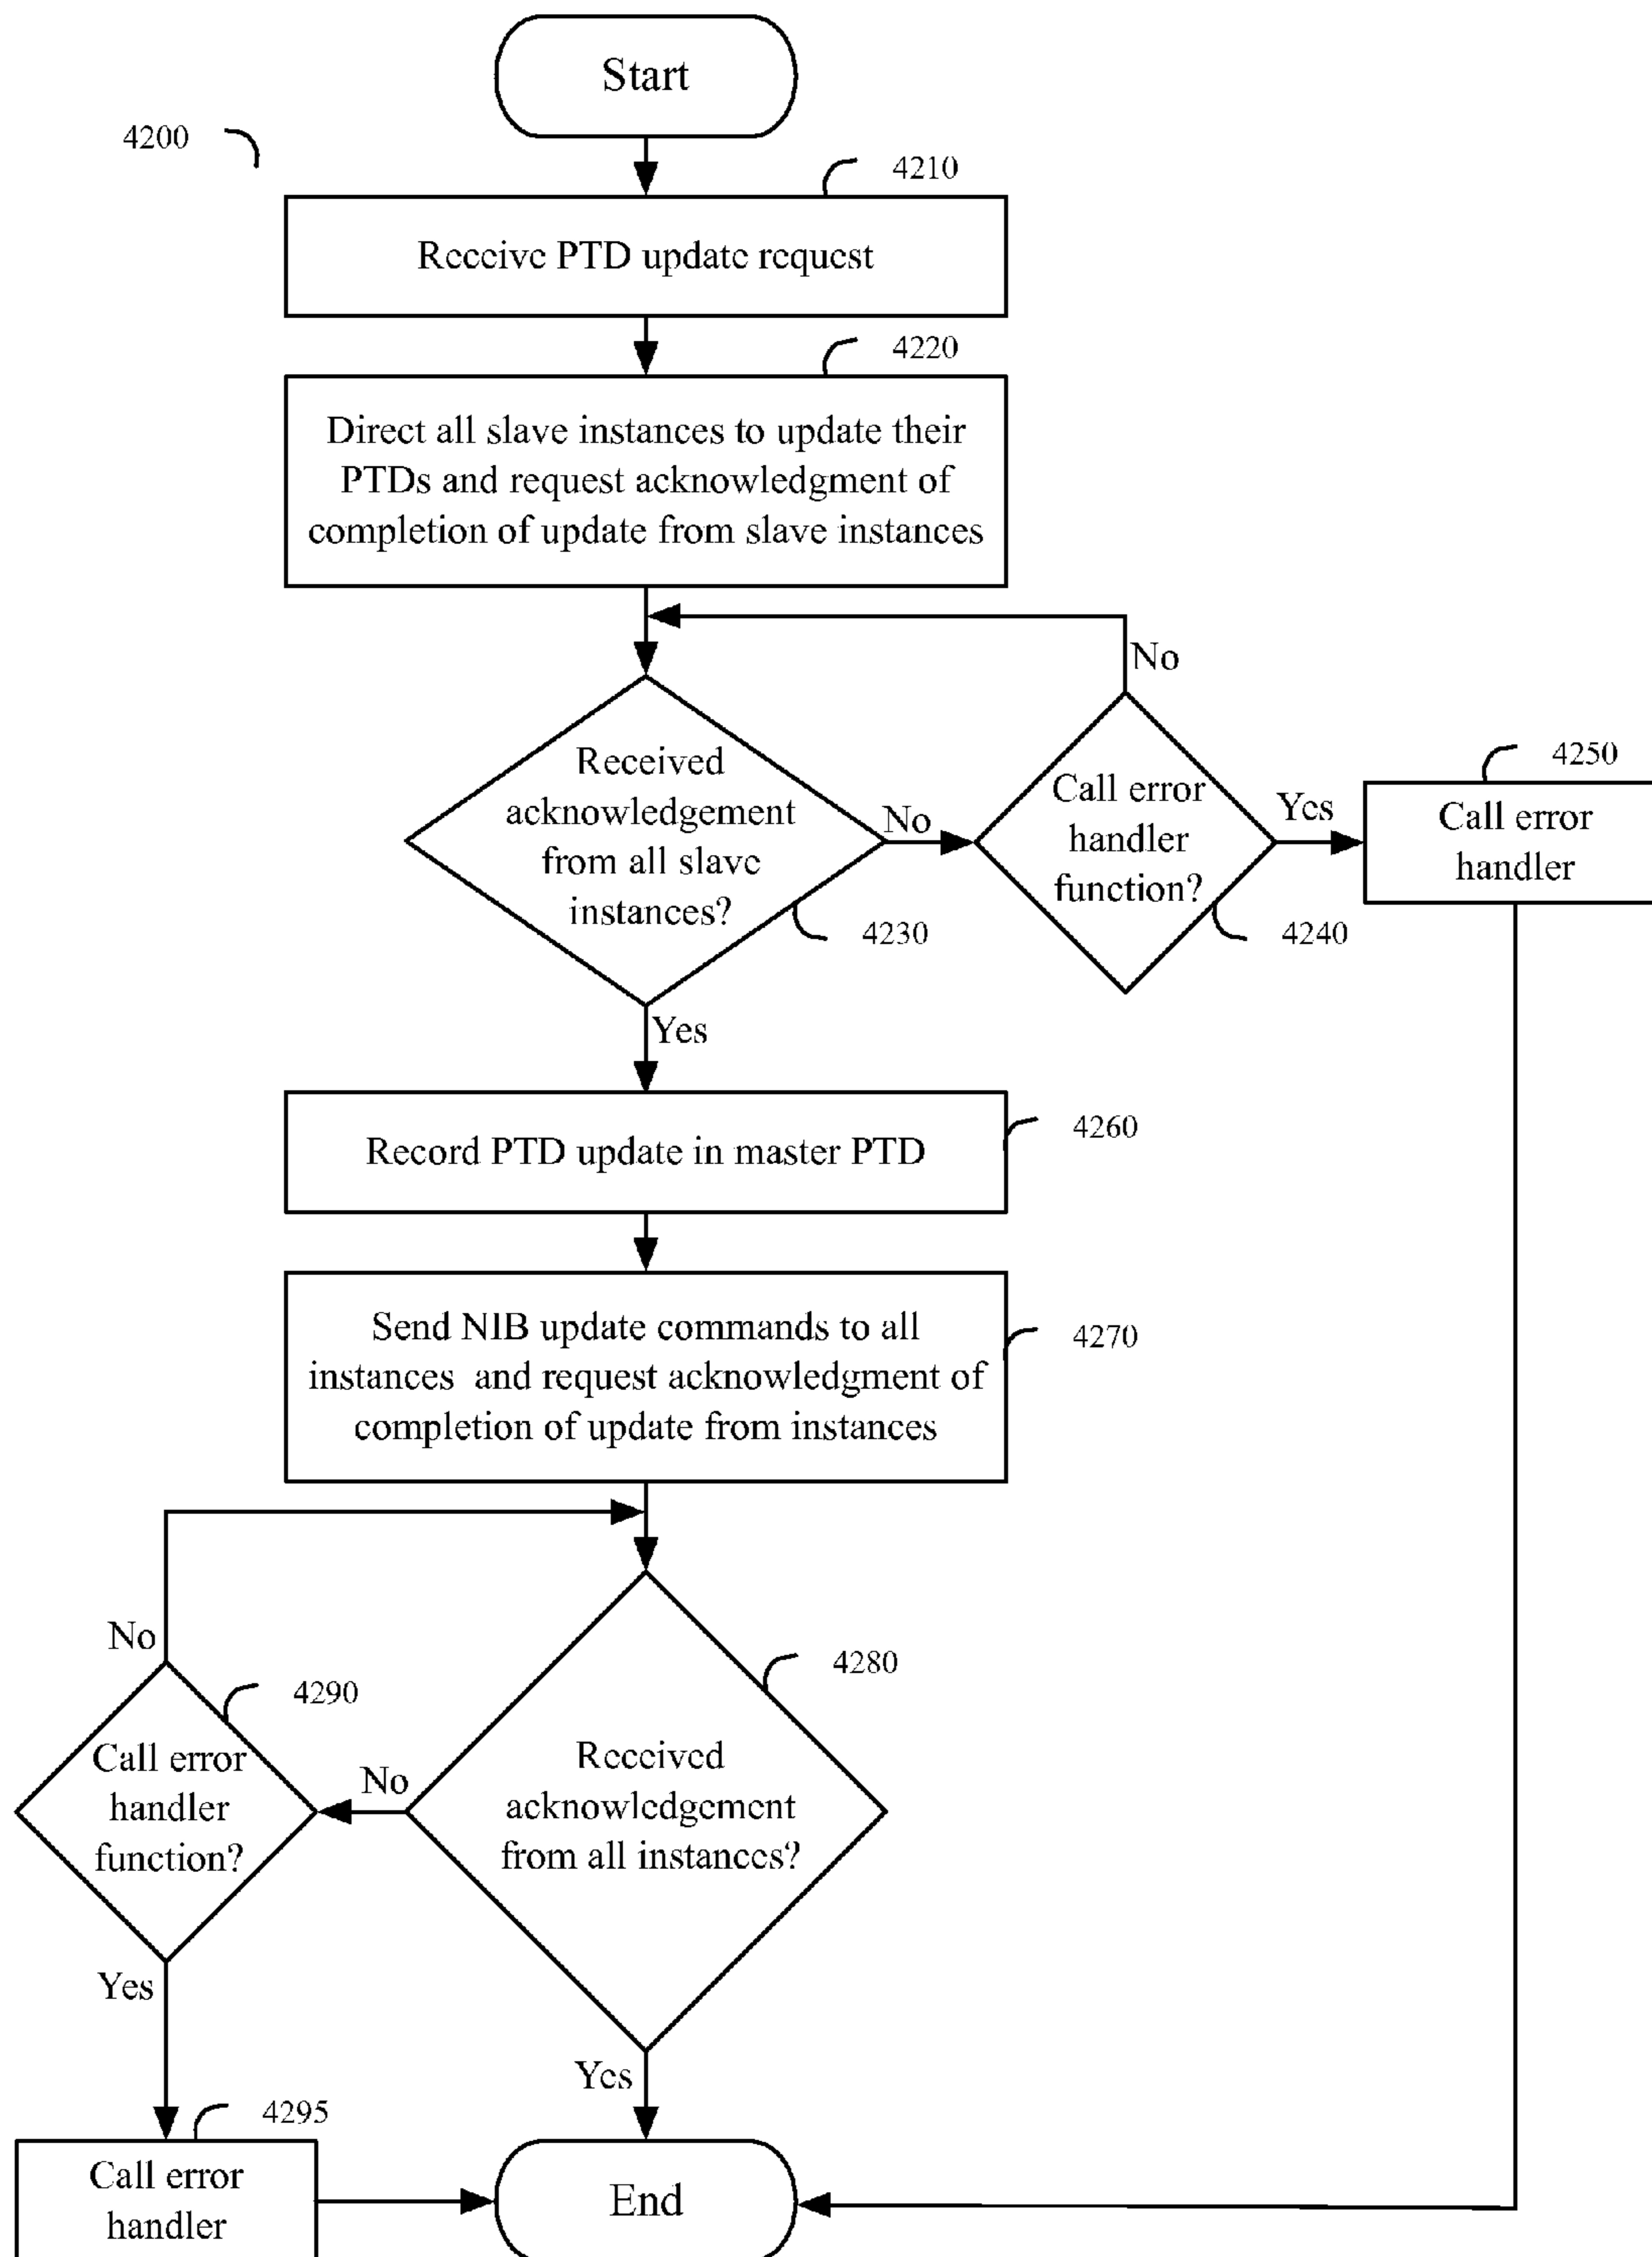 Start
4200
4210
Receive PTD update request
4220
Direct all slave instances to update their
PTDs and request acknowledgment of
completion of update from slave instances
No
Received
acknowledgement
from all slave
instances?
4230
No
Call error
handler
function?
4240
Yes
4250
Call error
handler
Yes
Record PTD update in master PTD
4260
Send NIB update commands to all
instances and request acknowledgment of
completion of update from instances
4270
No
4280
4290
Call error
handler
function?
No
Received
acknowledgement
from all instances?
Yes
Yes
4295
Call error
handler
End